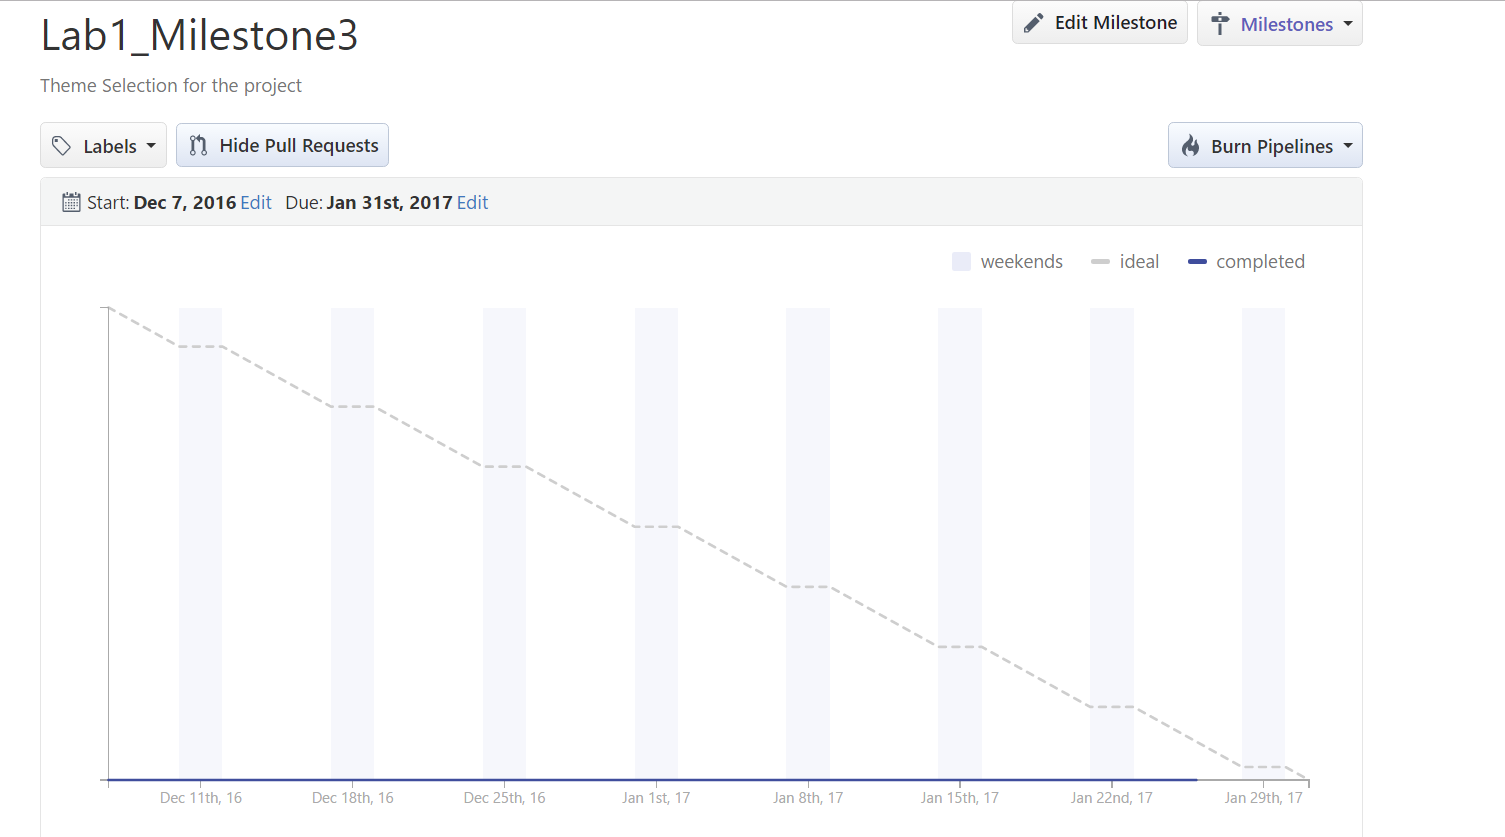 Lab1_Milestone3
Edit Milestone
Milestones
Theme Selection for the project
Labels
Hide Pull Requests
Burn Pipelines
Start: Dec 7, 2016 Edit Due: Jan 31st, 2017 Edit
weekends ideal completed
Dec 11th, 16 Dec 18th, 16 Dec 25th, 16 Jan 1st, 17 Jan 8th, 17 Jan 15th, 17 Jan 22nd, 17 Jan 29th, 17